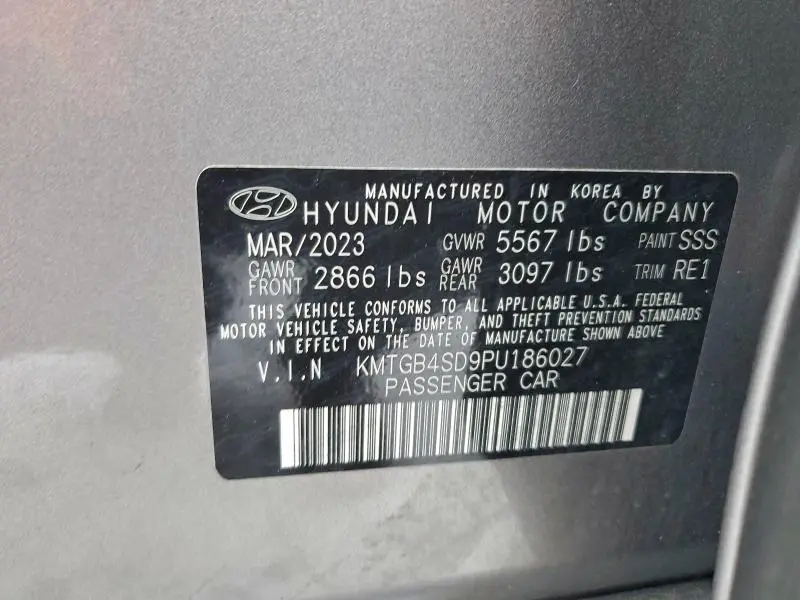 MANUFACTURED IN KOREA BY
HYUNDAI MOTOR COMPANY
MAR/2023 GVWR 5567 lbs PAINT SSS
GAWR FRONT 2866 lbs GAWR REAR 3097 lbs TRIM RE1
THIS VEHICLE CONFORMS TO ALL APPLICABLE U.S.A. FEDERAL
MOTOR VEHICLE SAFETY, BUMPER, AND THEFT PREVENTION STANDARDS
IN EFFECT ON THE DATE OF MANUFACTURE SHOWN ABOVE
V.I.N KMTGB4SD9PU186027
PASSENGER CAR